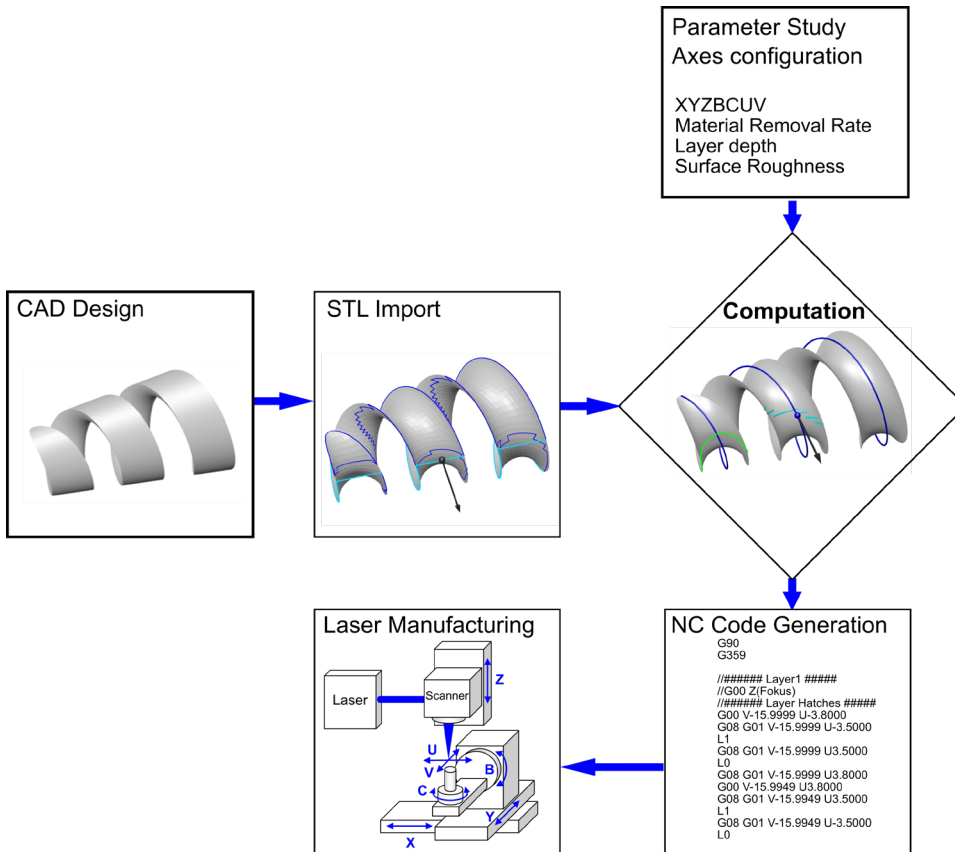 Parameter Study
Axes configuration
XYZBCUV
Material Removal Rate
Layer depth
Surface Roughness
CAD Design
STL Import
Computation
Laser Manufacturing
Laser
Scanner
Z
U
V
B
C
Y
X
NC Code Generation
G90
G359
//###### Layer1 #####
//G00 Z(Fokus)
//###### Layer Hatches #####
G00 V-15.9999 U-3.8000
G08 G01 V-15.9999 U-3.5000
L1
G08 G01 V-15.9999 U3.5000
L0
G08 G01 V-15.9999 U3.8000
G00 V-15.9949 U3.8000
G08 G01 V-15.9949 U3.5000
L1
G08 G01 V-15.9949 U-3.5000
L0